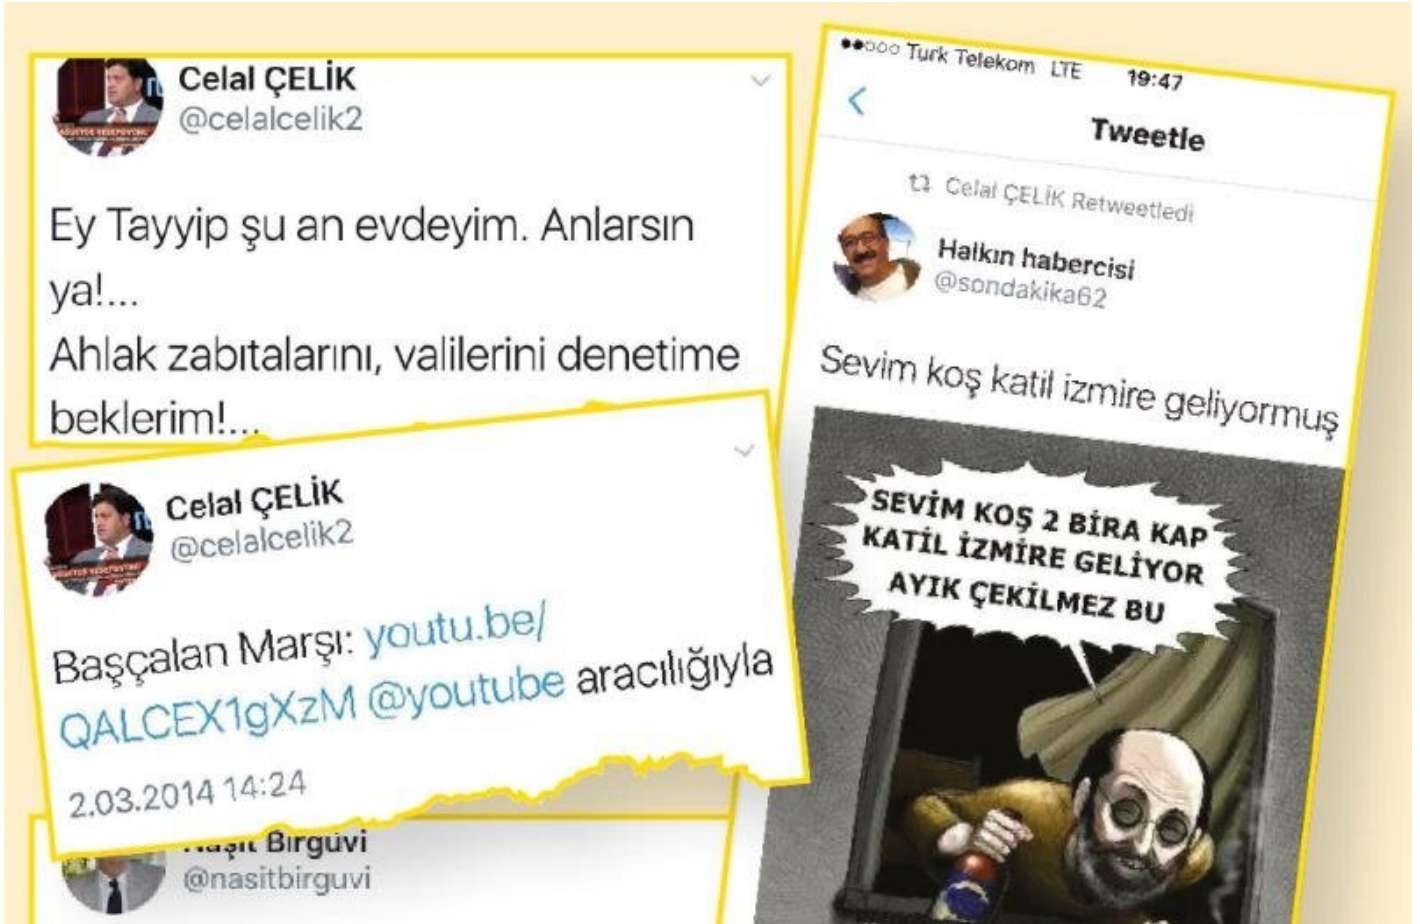 Celal ÇELİK
@celalcelik2
Ey Tayyip şu an evdeyim. Anlarsın
ya!...
Ahlak zabıtalarını, valilerini denetime
beklerim!...
Celal ÇELİK
@celalcelik2
Başçalan Marşı: youtu.be/
QALCEX1gXzM @youtube aracılığıyla
2.03.2014 14:24
Birguvi
@nasitbirguvi
Turk Telekom LTE 19:47
Tweetle
Celal ÇELİK Retweetledi
Halkın habercisi
@sondakika62
Sevim koş katil izmire geliyormuş
SEVİM KOŞ 2 BİRA KAP
KATİL İZMİRE GELİYOR
AYIK ÇEKİLMEZ BU